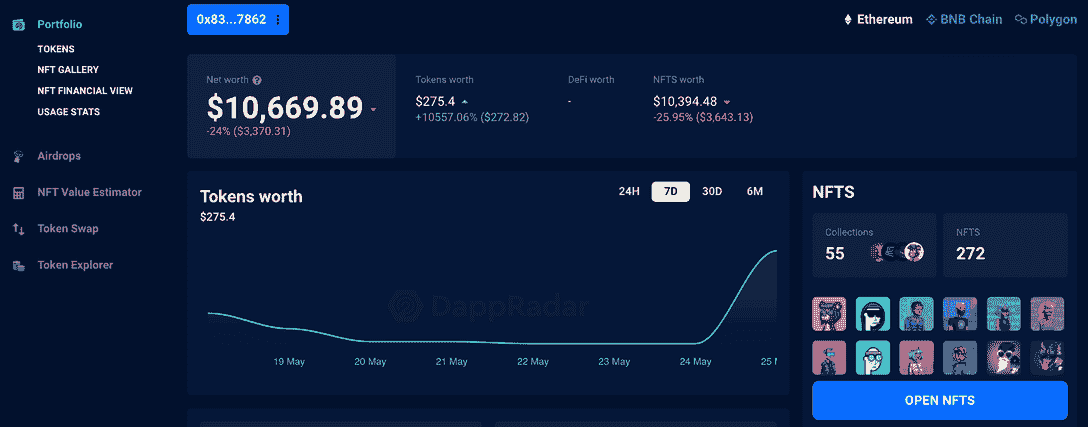 Portfolio
TOKENS
NFT GALLERY
NFT FINANCIAL VIEW
USAGE STATS
Airdrops
NFT Value Estimator
Token Swap
Token Explorer
0x83...7862
Ethereum
BNB Chain
Polygon
Net worth ?
$10,669.89
-24% ($3,370.31)
Tokens worth
$275.4
+10557.06% ($272.82)
DeFi worth
-
NFTS worth
$10,394.48
-25.95% ($3,643.13)
Tokens worth
$275.4
24H 7D 30D 6M
DappRadar
19 May 20 May 21 May 22 May 23 May 24 May 25 M
NFTS
Collections
55
NFTS
272
OPEN NFTS